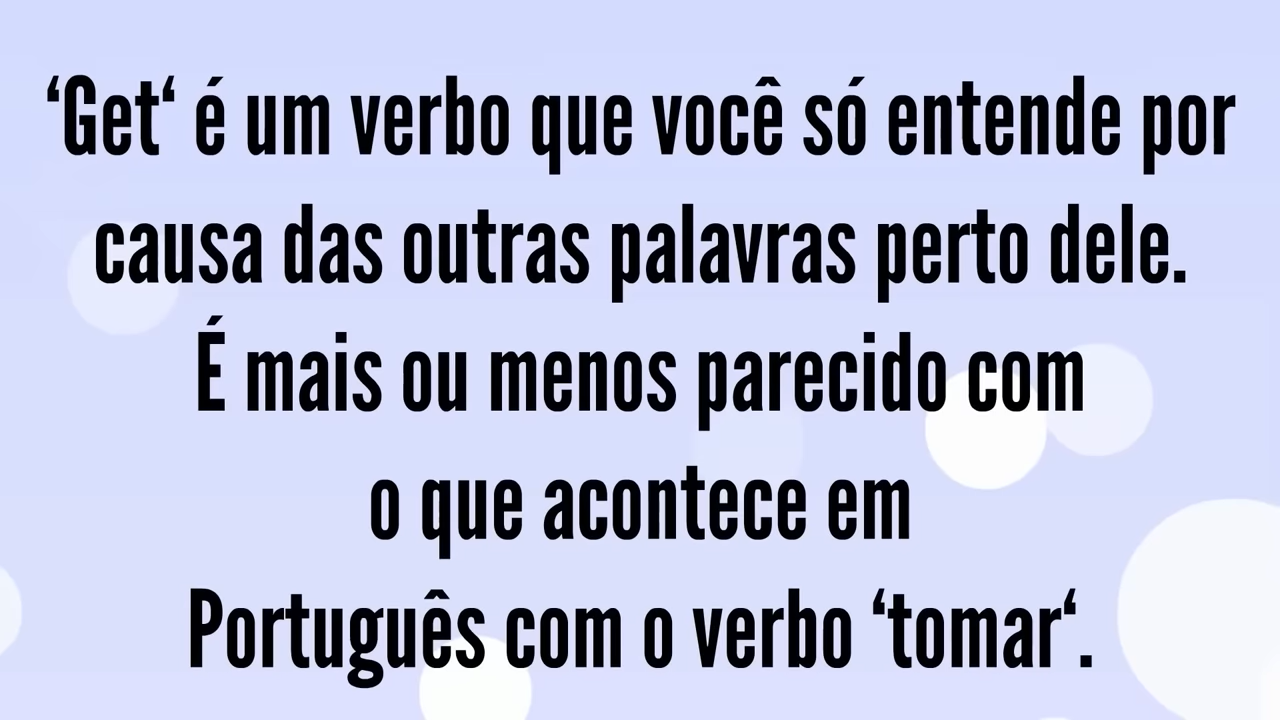 ‘Get‘ é um verbo que você só entende por
causa das outras palavras perto dele.
É mais ou menos parecido com
o que acontece em
Português com o verbo ‘tomar‘.